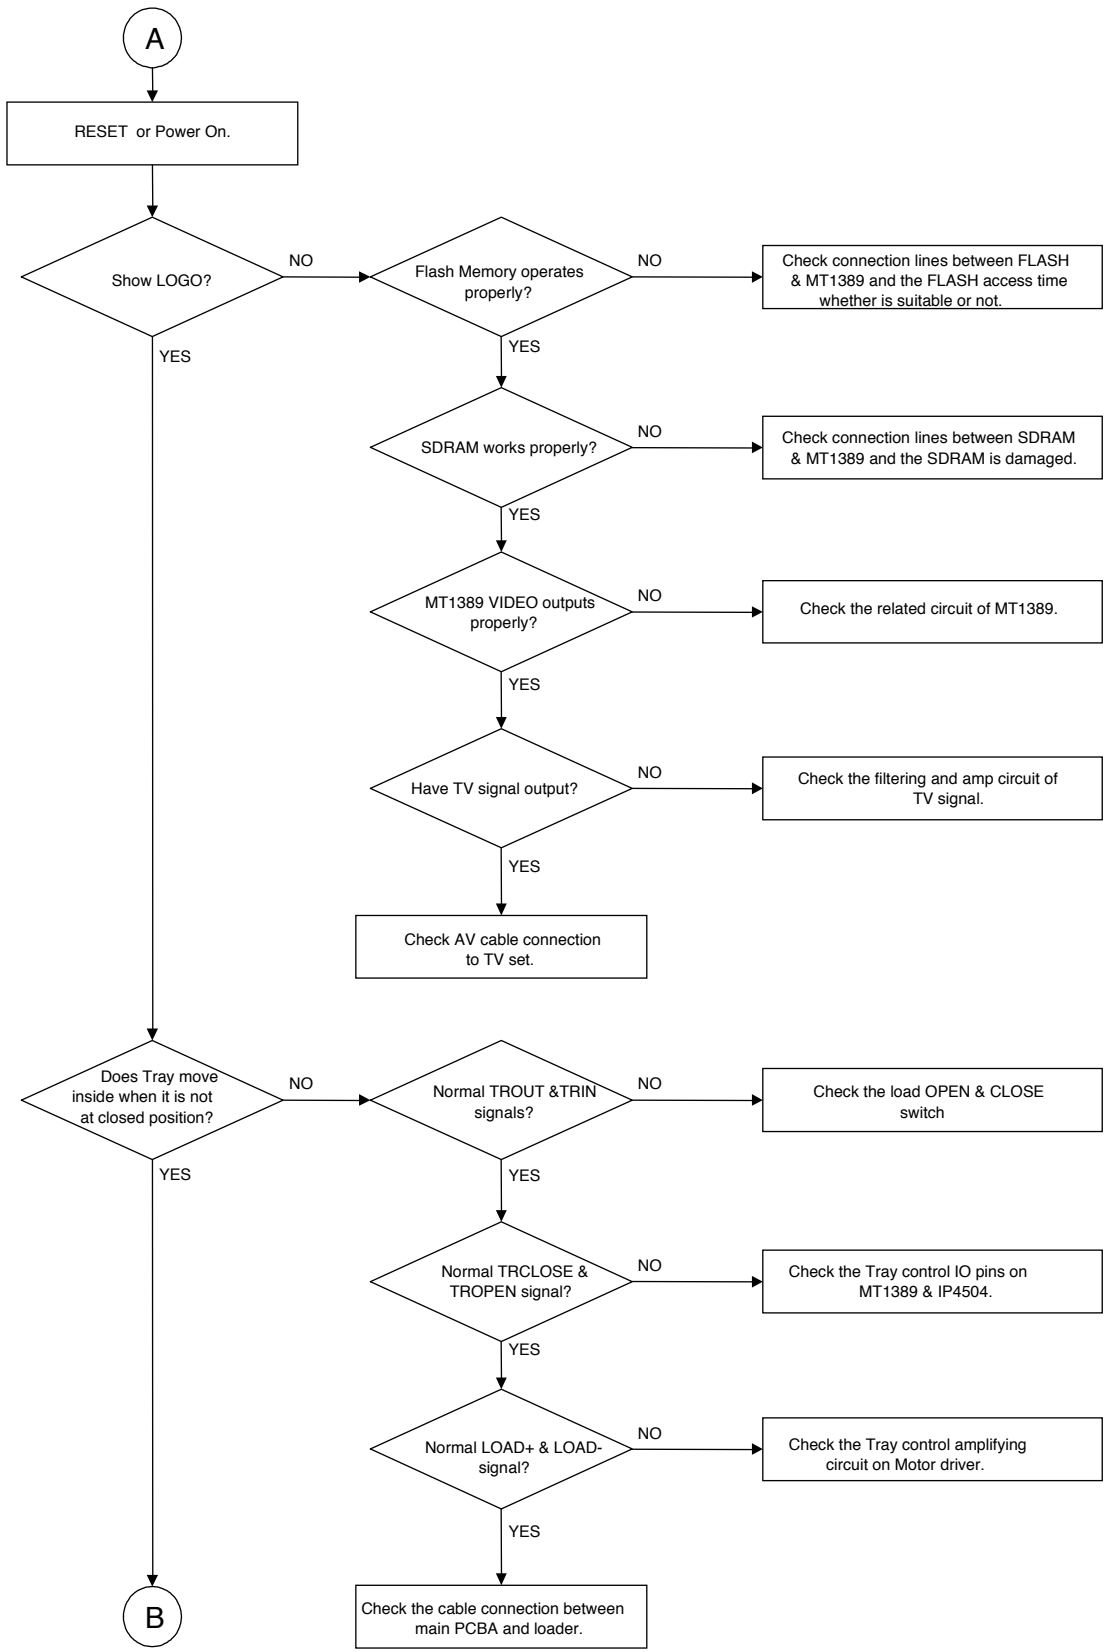 A
RESET or Power On.
Show LOGO?
NO
Flash Memory operates
properly?
NO
Check connection lines between FLASH
& MT1389 and the FLASH access time
whether is suitable or not.
YES
YES
SDRAM works properly?
NO
Check connection lines between SDRAM
& MT1389 and the SDRAM is damaged.
YES
MT1389 VIDEO outputs
properly?
NO
Check the related circuit of MT1389.
YES
Have TV signal output?
NO
Check the filtering and amp circuit of
TV signal.
YES
Check AV cable connection
to TV set.
Does Tray move
inside when it is not
at closed position?
NO
Normal TROUT &TRIN
signals?
NO
Check the load OPEN & CLOSE
switch
YES
YES
Normal TRCLOSE &
TROPEN signal?
NO
Check the Tray control IO pins on
MT1389 & IP4504.
YES
Normal LOAD+ & LOAD-
signal?
NO
Check the Tray control amplifying
circuit on Motor driver.
YES
B
Check the cable connection between
main PCBA and loader.